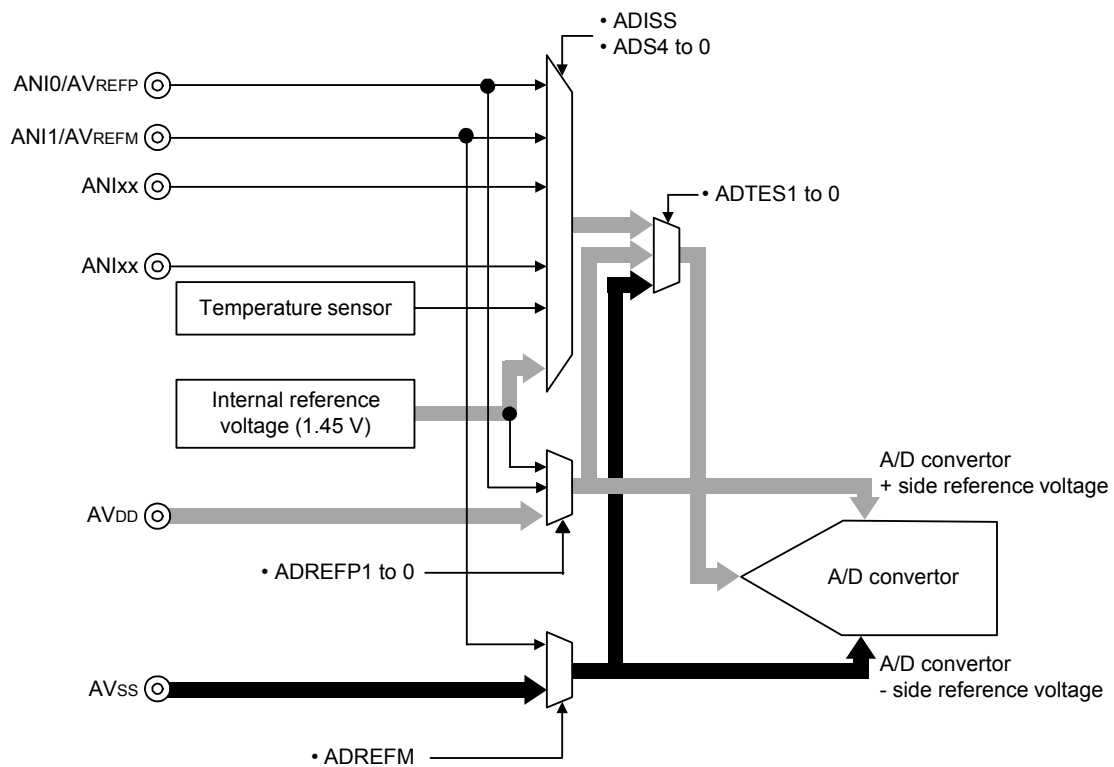 • ADISS
• ADS4 to 0
ANI0/AVREFP
ANI1/AVREFM
ANIxx
• ADTES1 to 0
ANIxx
Temperature sensor
Internal reference
voltage (1.45 V)
A/D convertor
+ side reference voltage
AVDD
• ADREFP1 to 0
A/D convertor
A/D convertor
- side reference voltage
AVSS
• ADREFM